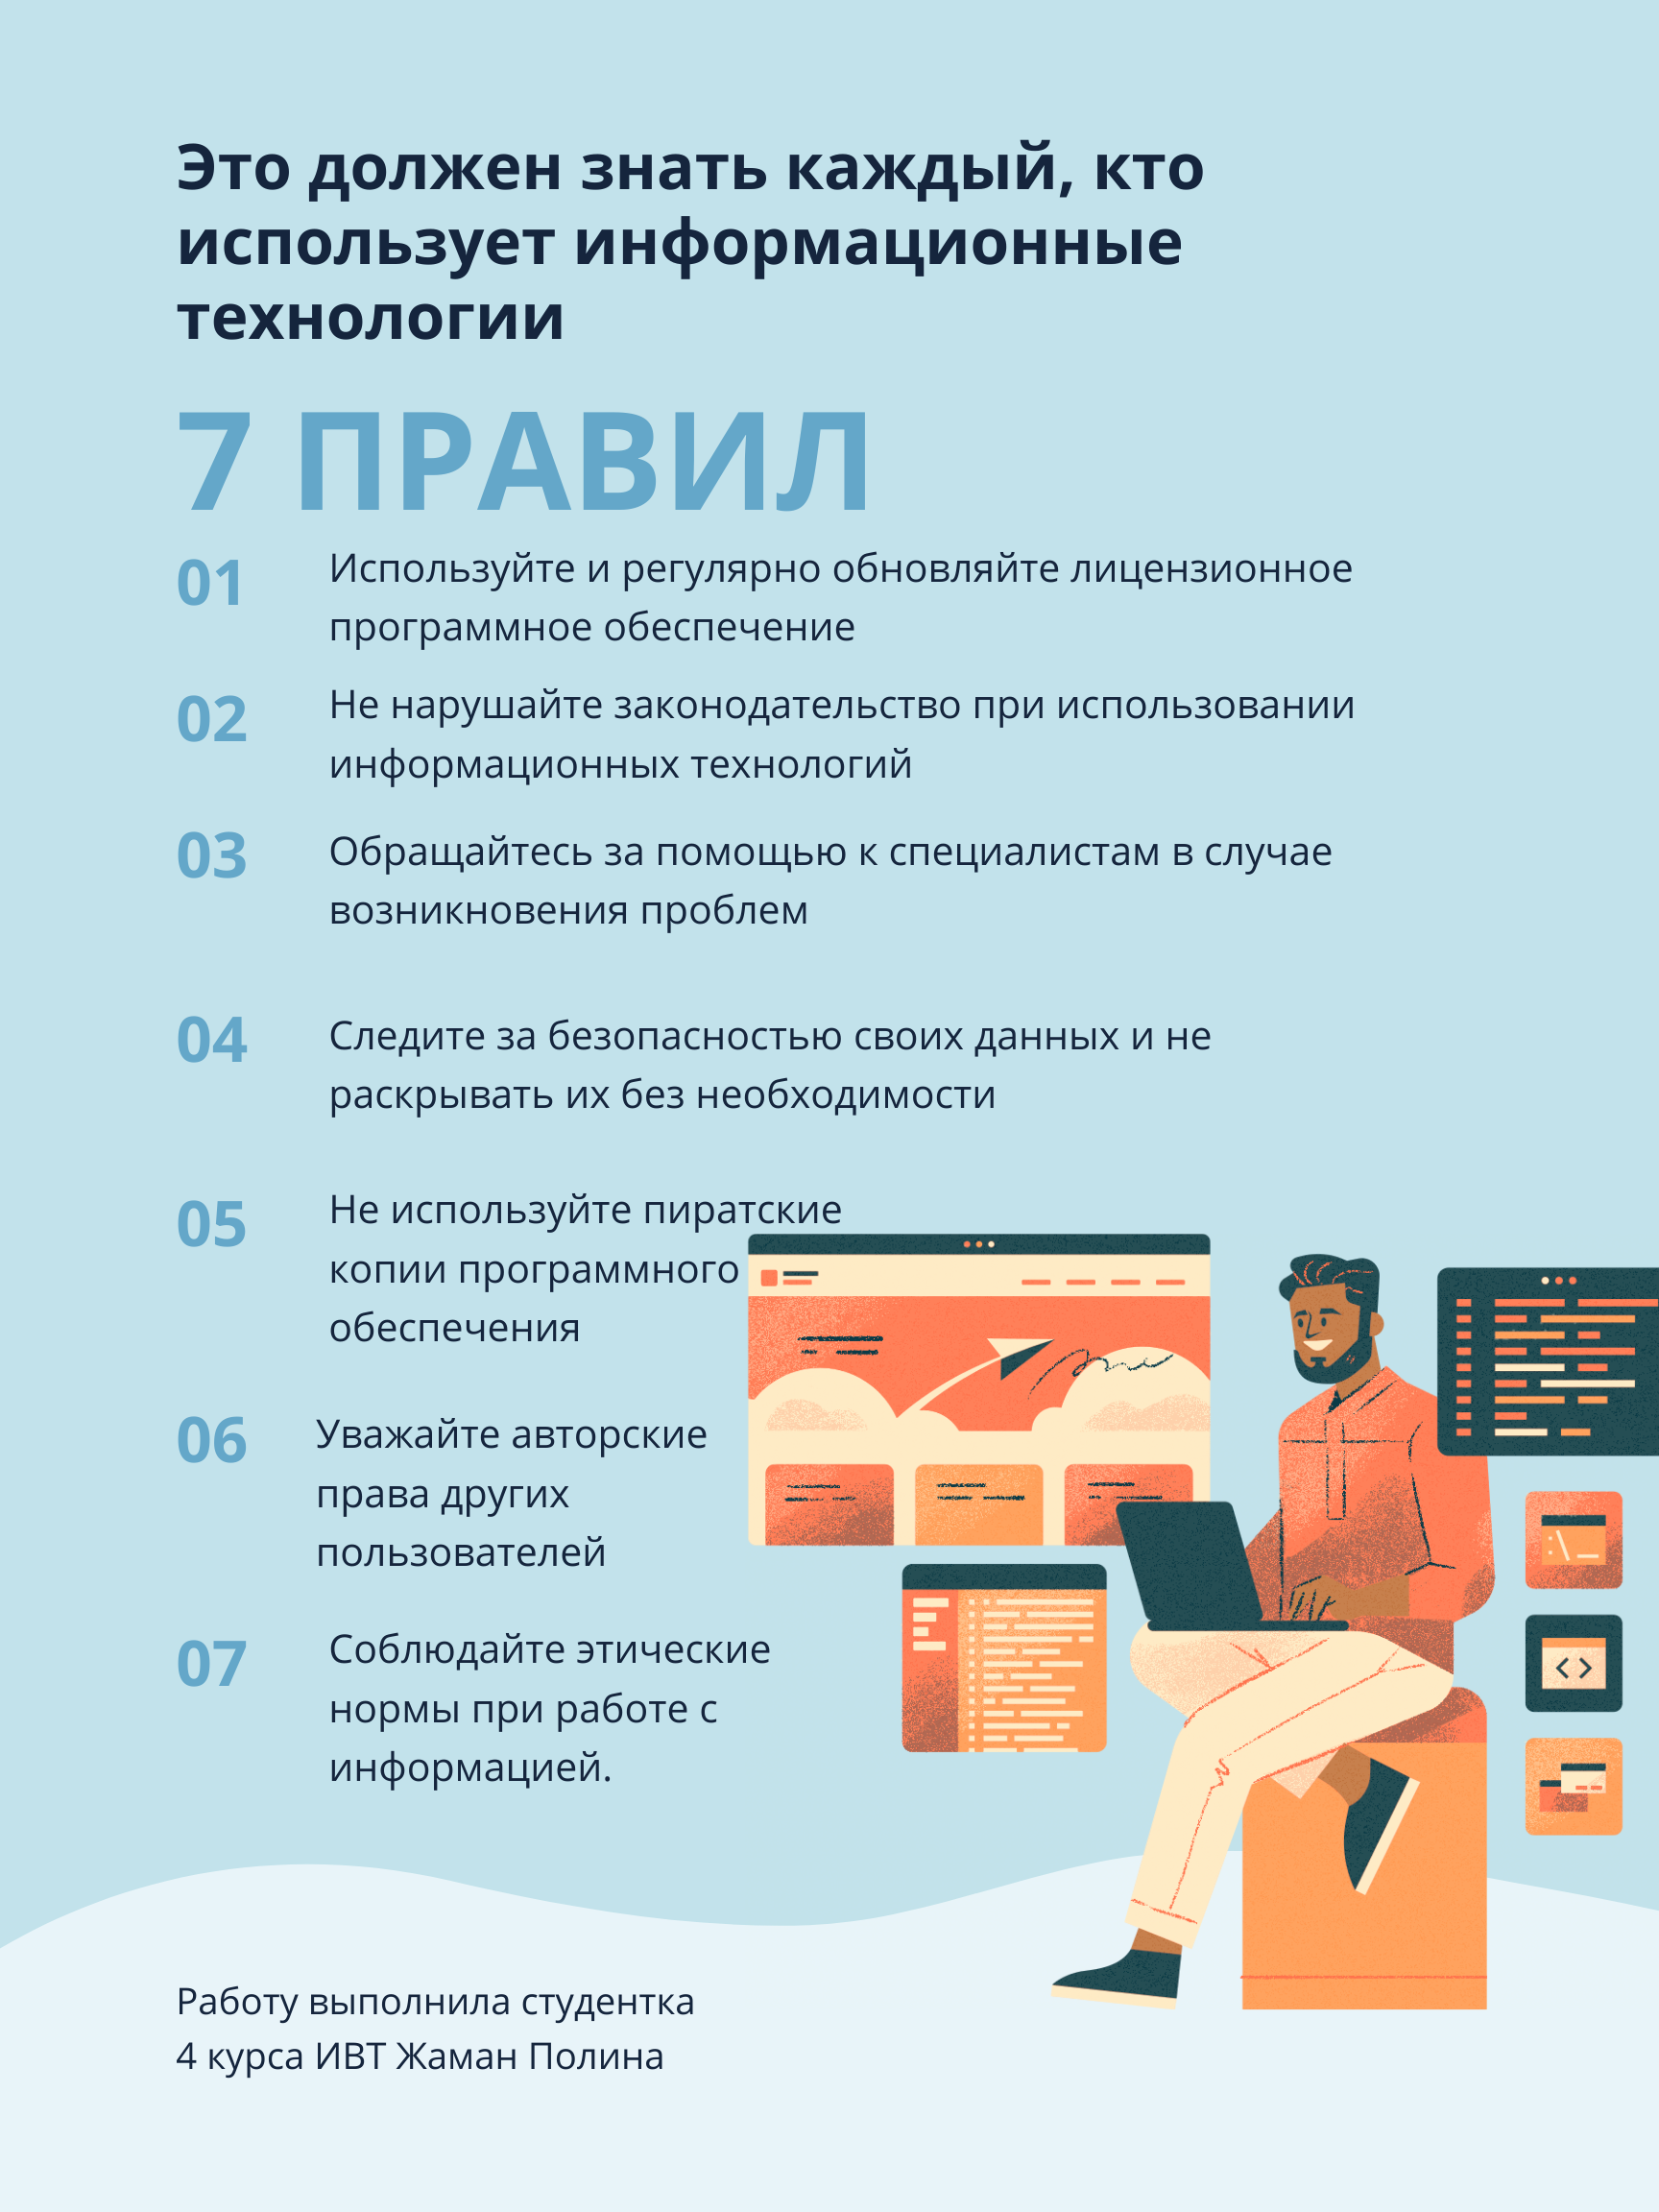 Это должен знать каждый, кто
использует информационные
технологии
7 ПРАВИЛ
01
Используйте и регулярно обновляйте лицензионное
программное обеспечение
02
Не нарушайте законодательство при использовании
информационных технологий
03
Обращайтесь за помощью к специалистам в случае
возникновения проблем
04
Следите за безопасностью своих данных и не
раскрывать их без необходимости
05
Не используйте пиратские
копии программного
обеспечения
06
Уважайте авторские
права других
пользователей
07
Соблюдайте этические
нормы при работе с
информацией.
Работу выполнила студентка
4 курса ИВТ Жаман Полина